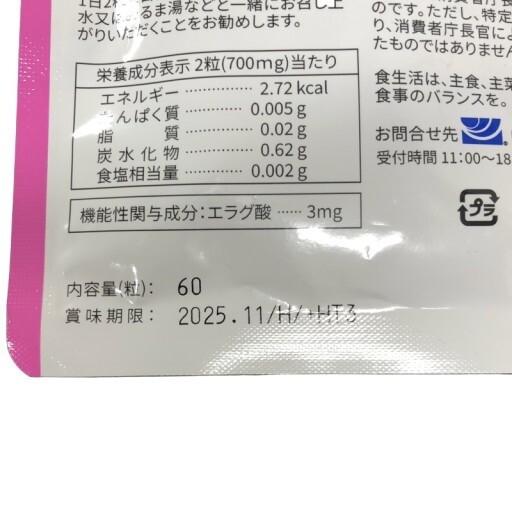 1日2粒
水又はぬるま湯などと一緒にお召し上
がりいただくことをお勧めします。
栄養成分表示 2粒(700mg)当たり
エネルギー 2.72 kcal
たんぱく質 0.005 g
脂質 0.02 g
炭水化物 0.62 g
食塩相当量 0.002 g
機能性関与成分：エラグ酸 …… 3mg
内容量(粒)： 60
賞味期限： 2025.11/H/+HT3
のです。ただし、特定
り、消費者庁長官によ
たものではありません
食生活は、主食、主菜
食事のバランスを。
お問合せ先
受付時間 11:00～18
プラ